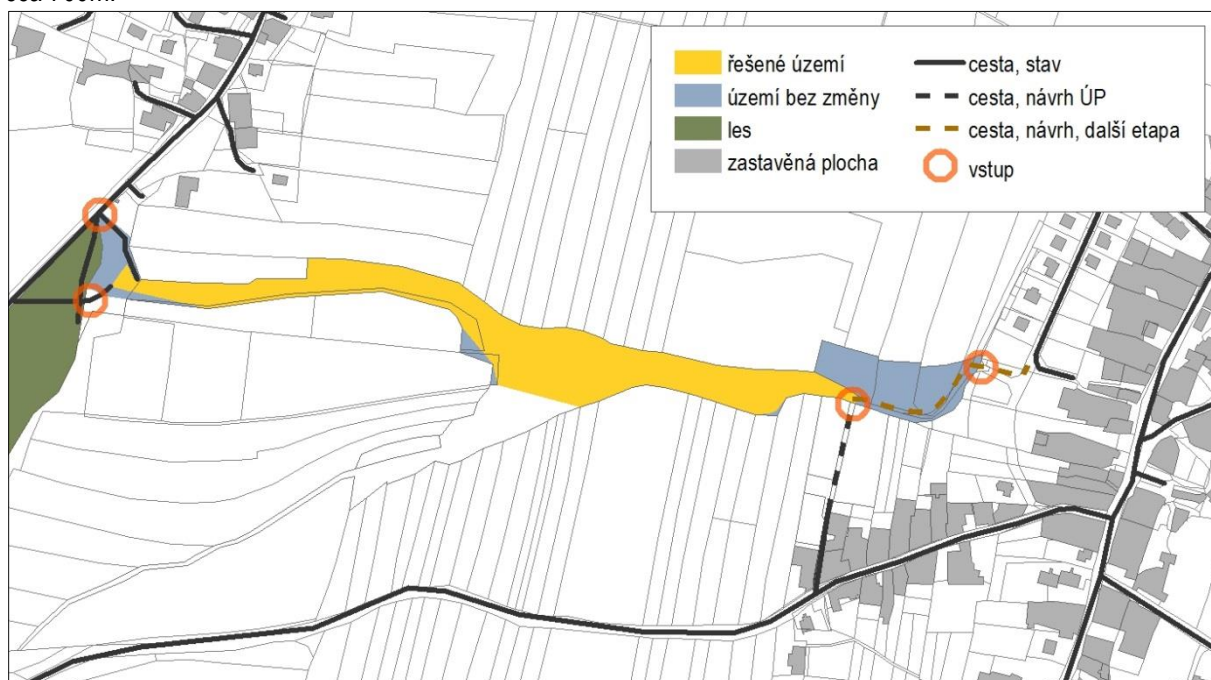 řešené území
území bez změny
les
zastavěná plocha
cesta, stav
cesta, návrh ÚP
cesta, návrh, další etapa
vstup